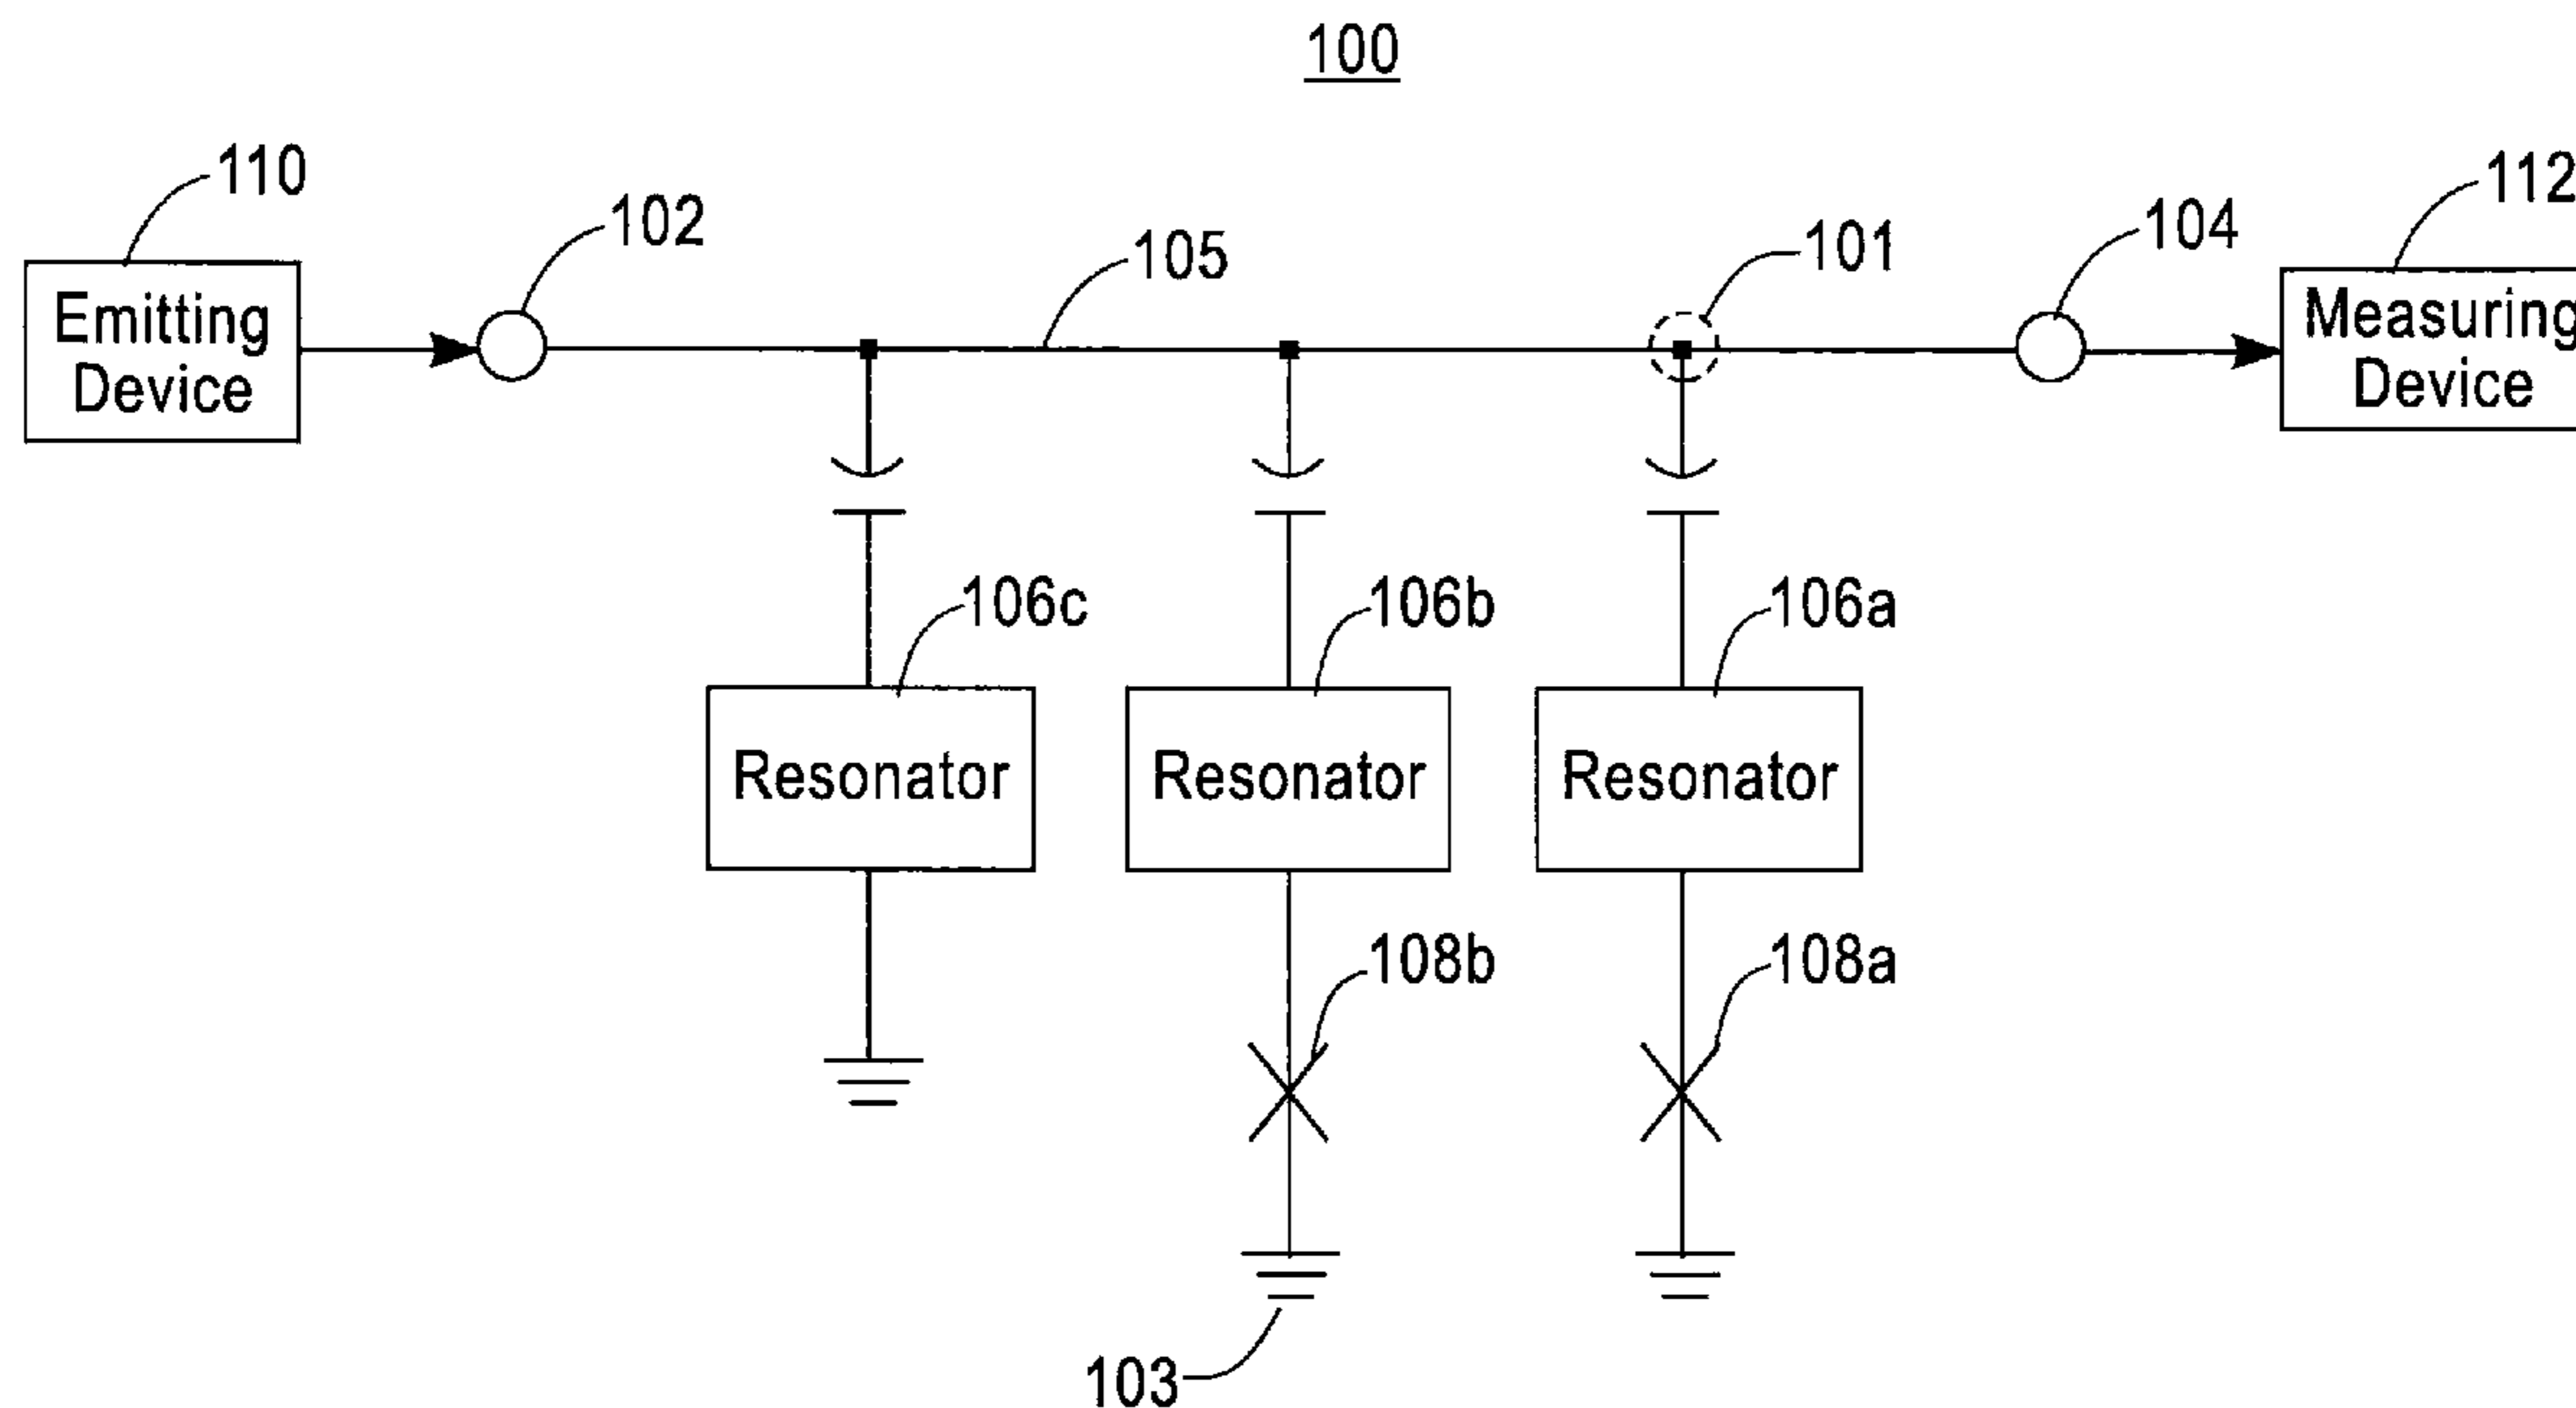 100
110
102
105
101
104
112
Emitting
Device
Measuring
Device
106c
106b
106a
Resonator
Resonator
Resonator
108b
108a
103